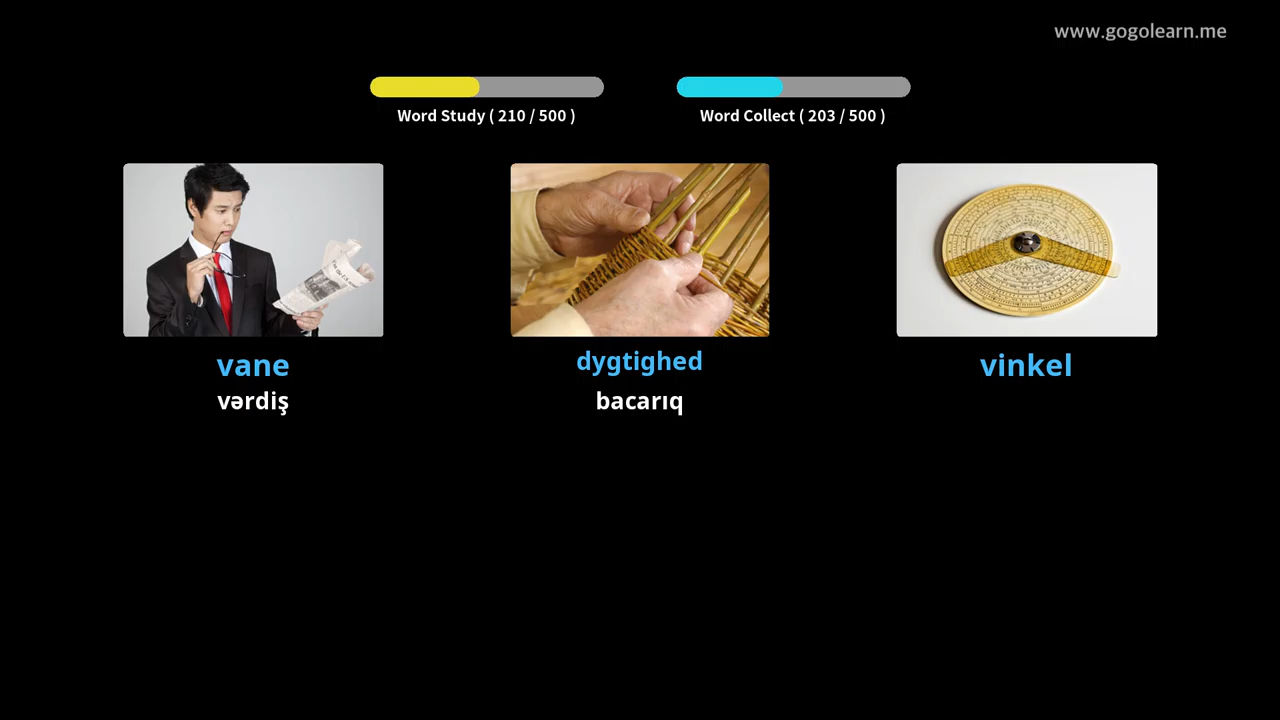 www.gogolearn.me
Word Study ( 210 / 500 )
Word Collect ( 203 / 500 )
vane
vərdiş
dygtighed
bacarıq
vinkel